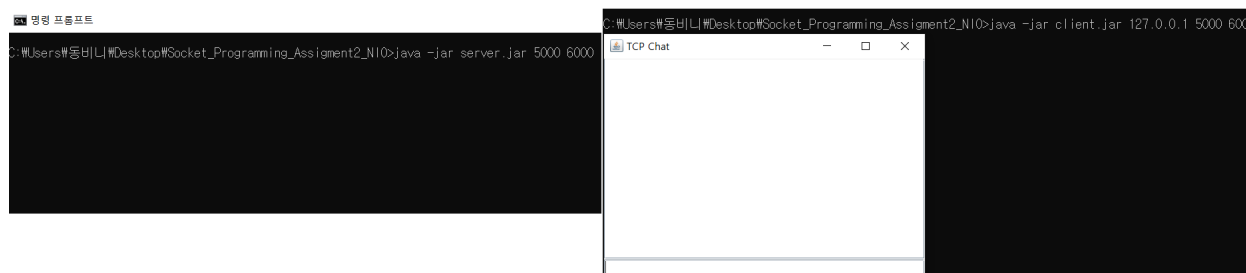 명령 프롬프트
C:₩Users₩동비니₩Desktop₩Socket_Programming_Assigment2_NIO>java -jar server.jar 5000 6000
C:₩Users₩동비니₩Desktop₩Socket_Programming_Assigment2_NIO>java -jar client.jar 127.0.0.1 5000 600
TCP Chat